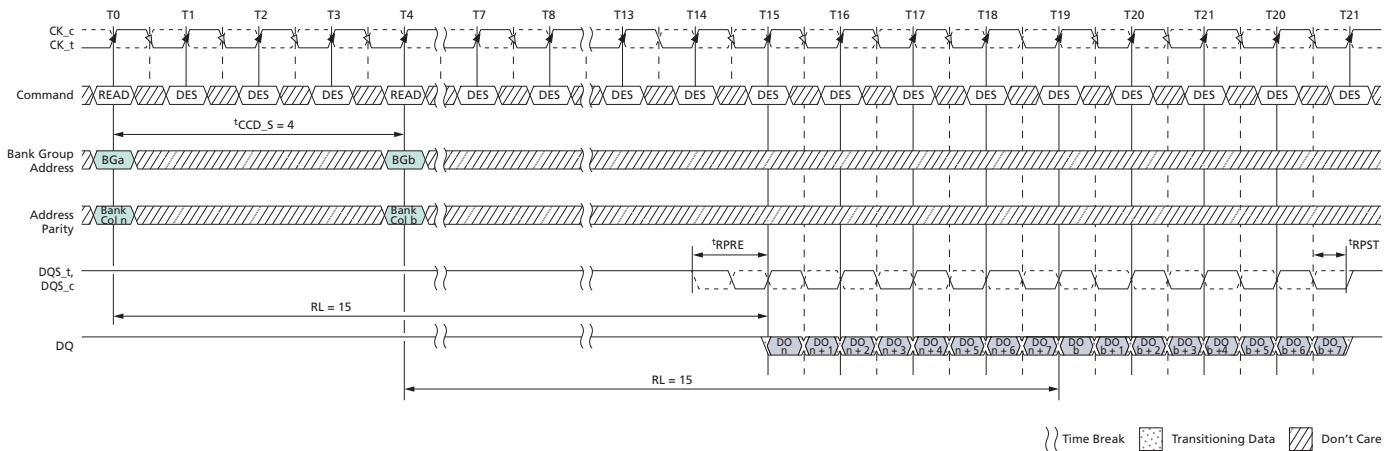 T0 T1 T2 T3 T4 T7 T8 T13 T14 T15 T16 T17 T18 T19 T20 T21 T20 T21
CK_c
CK_t
Command READ DES DES DES READ DES DES DES DES DES DES DES DES DES DES DES DES DES
tCCD_S = 4
Bank Group
Address
BGa BGb
Address
Parity
Bank
Col n
Bank
Col b
tRPRE tRPST
DQS_t,
DQS_c
RL = 15
DQ
DO
n
DO
n + 1
DO
n + 2
DO
n + 3
DO
n + 4
DO
n + 5
DO
n + 6
DO
n + 7
DO
b
DO
b + 1
DO
b + 2
DO
b + 3
DO
b + 4
DO
b + 5
DO
b + 6
DO
b + 7
RL = 15
Time Break Transitioning Data Don't Care